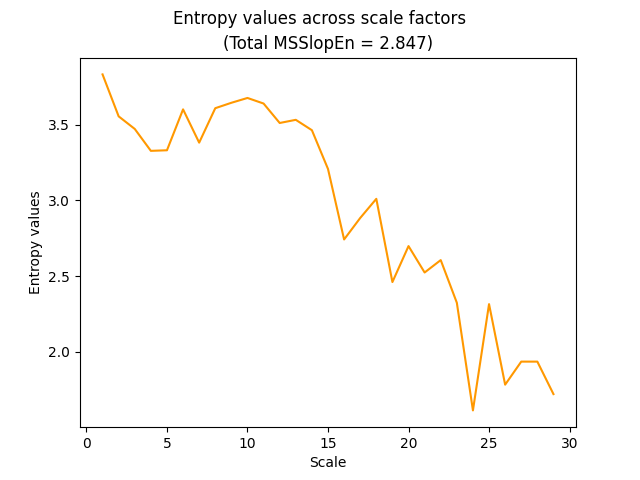 Entropy values across scale factors
(Total MSSlopEn = 2.847)
Entropy values
3.5
3.0
2.5
2.0
0 5 10 15 20 25 30
Scale